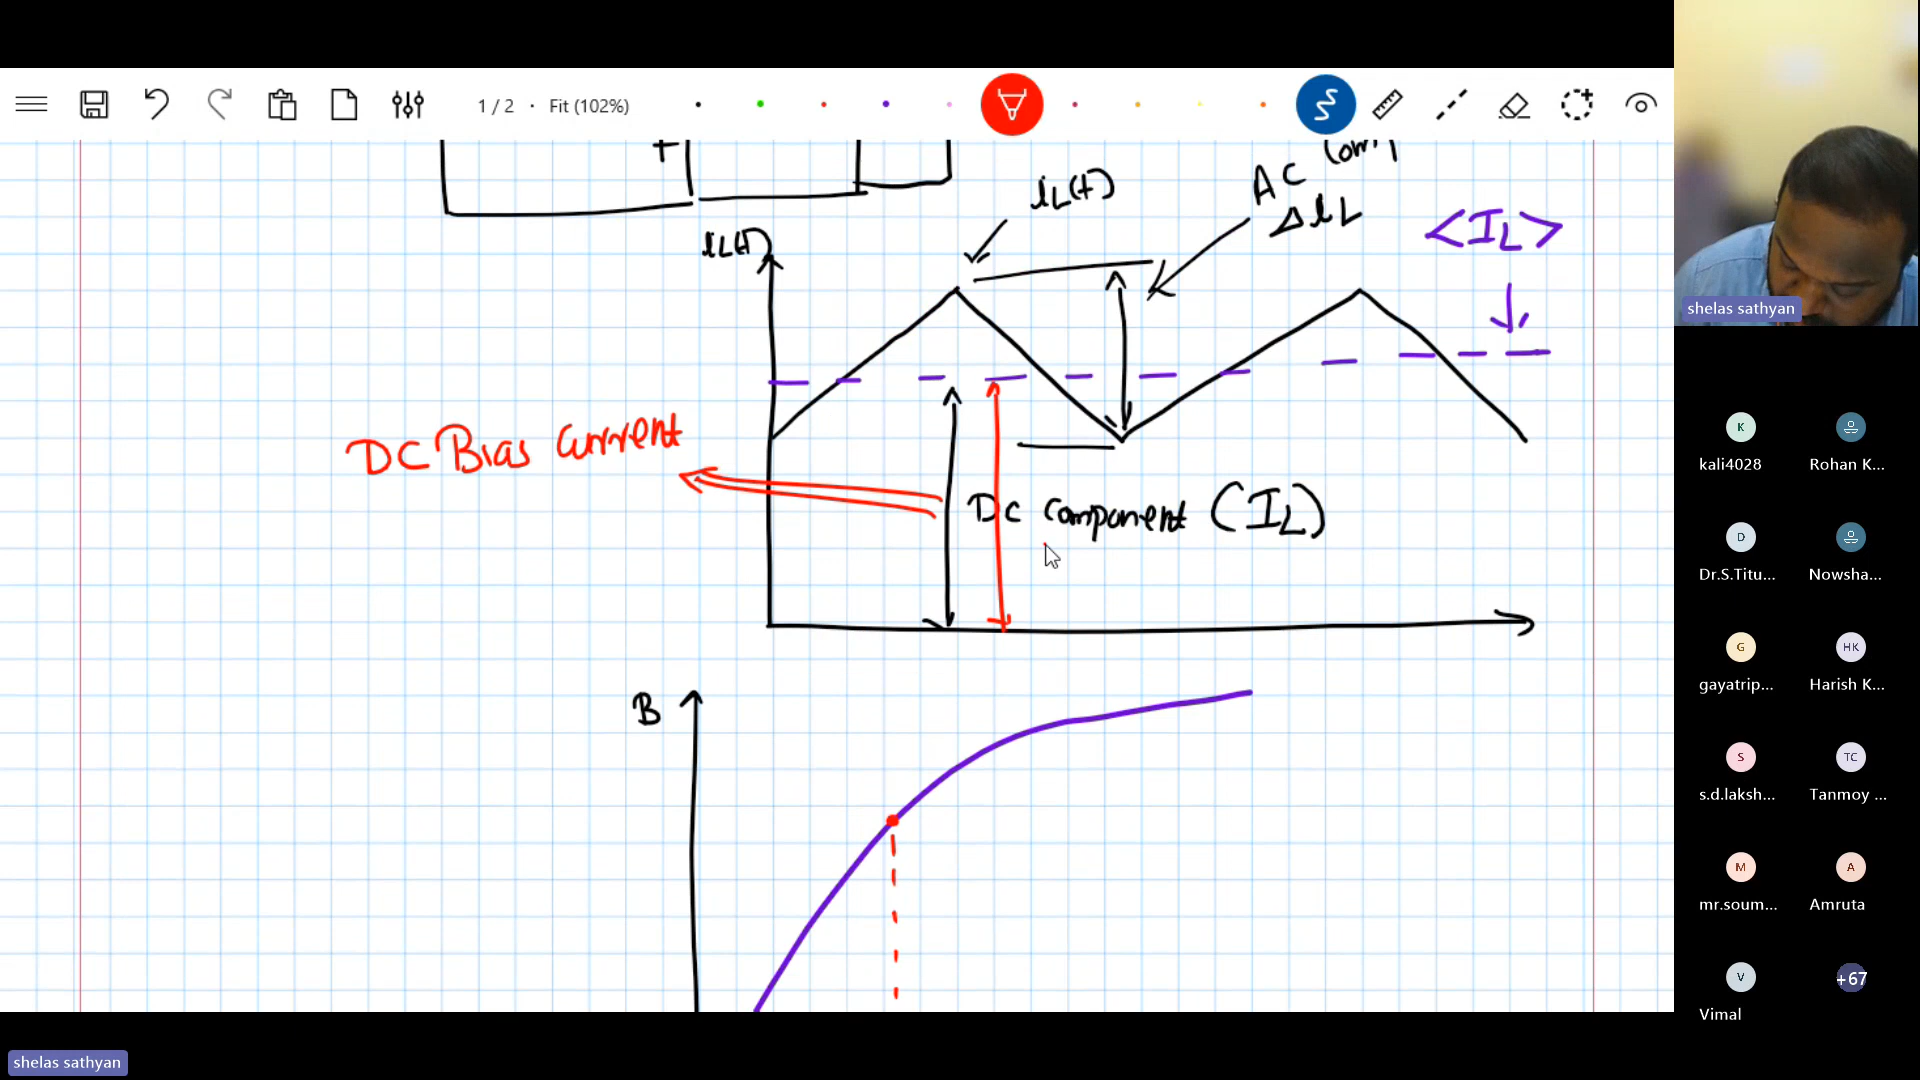 1 / 2 · Fit (102%)
+
iL(t)
AC (om
ΔiL
<IL>
iL(t)
DC Bias Current
DC Component (IL)
B
shelas sathyan
kali4028
Rohan K...
Dr.S.Titu...
Nowsha...
gayatrip...
Harish K...
s.d.laksh...
Tanmoy ...
mr.soum...
Amruta
Vimal
+67
K
D
G
HK
S
TC
M
A
V
shelas sathyan